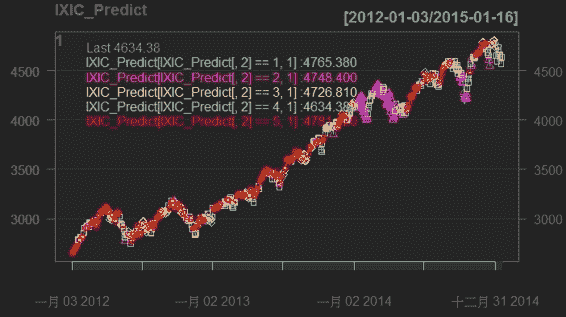 IXIC_Predict
[2012-01-03/2015-01-16]
1
Last 4634.38
IXIC_Predict[IXIC_Predict[, 2] == 1, 1] :4765.380
IXIC_Predict[IXIC_Predict[, 2] == 2, 1] :4748.400
IXIC_Predict[IXIC_Predict[, 2] == 3, 1] :4726.810
IXIC_Predict[IXIC_Predict[, 2] == 4, 1] :4634.380
IXIC_Predict[IXIC_Predict[, 2] == 5, 1]
4500 4500
4000 4000
3500 3500
3000 3000
一月 03 2012 一月 02 2013 一月 02 2014 十二月 31 2014